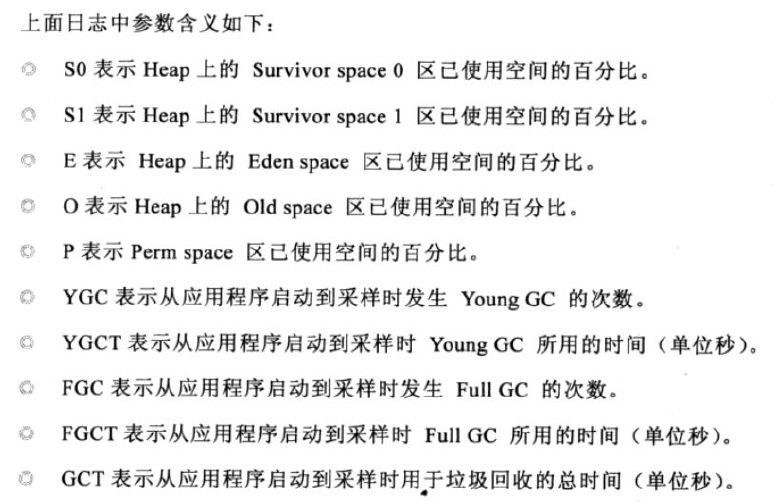 上面日志中参数含义如下：
S0 表示 Heap 上的 Survivor space 0 区已使用空间的百分比。
S1 表示 Heap 上的 Survivor space 1 区已使用空间的百分比。
E 表示 Heap 上的 Eden space 区已使用空间的百分比。
O 表示 Heap 上的 Old space 区已使用空间的百分比。
P 表示 Perm space 区已使用空间的百分比。
YGC 表示从应用程序启动到采样时发生 Young GC 的次数。
YGCT 表示从应用程序启动到采样时 Young GC 所用的时间（单位秒）。
FGC 表示从应用程序启动到采样时发生 Full GC 的次数。
FGCT 表示从应用程序启动到采样时 Full GC 所用的时间（单位秒）。
GCT 表示从应用程序启动到采样时用于垃圾回收的总时间（单位秒）。